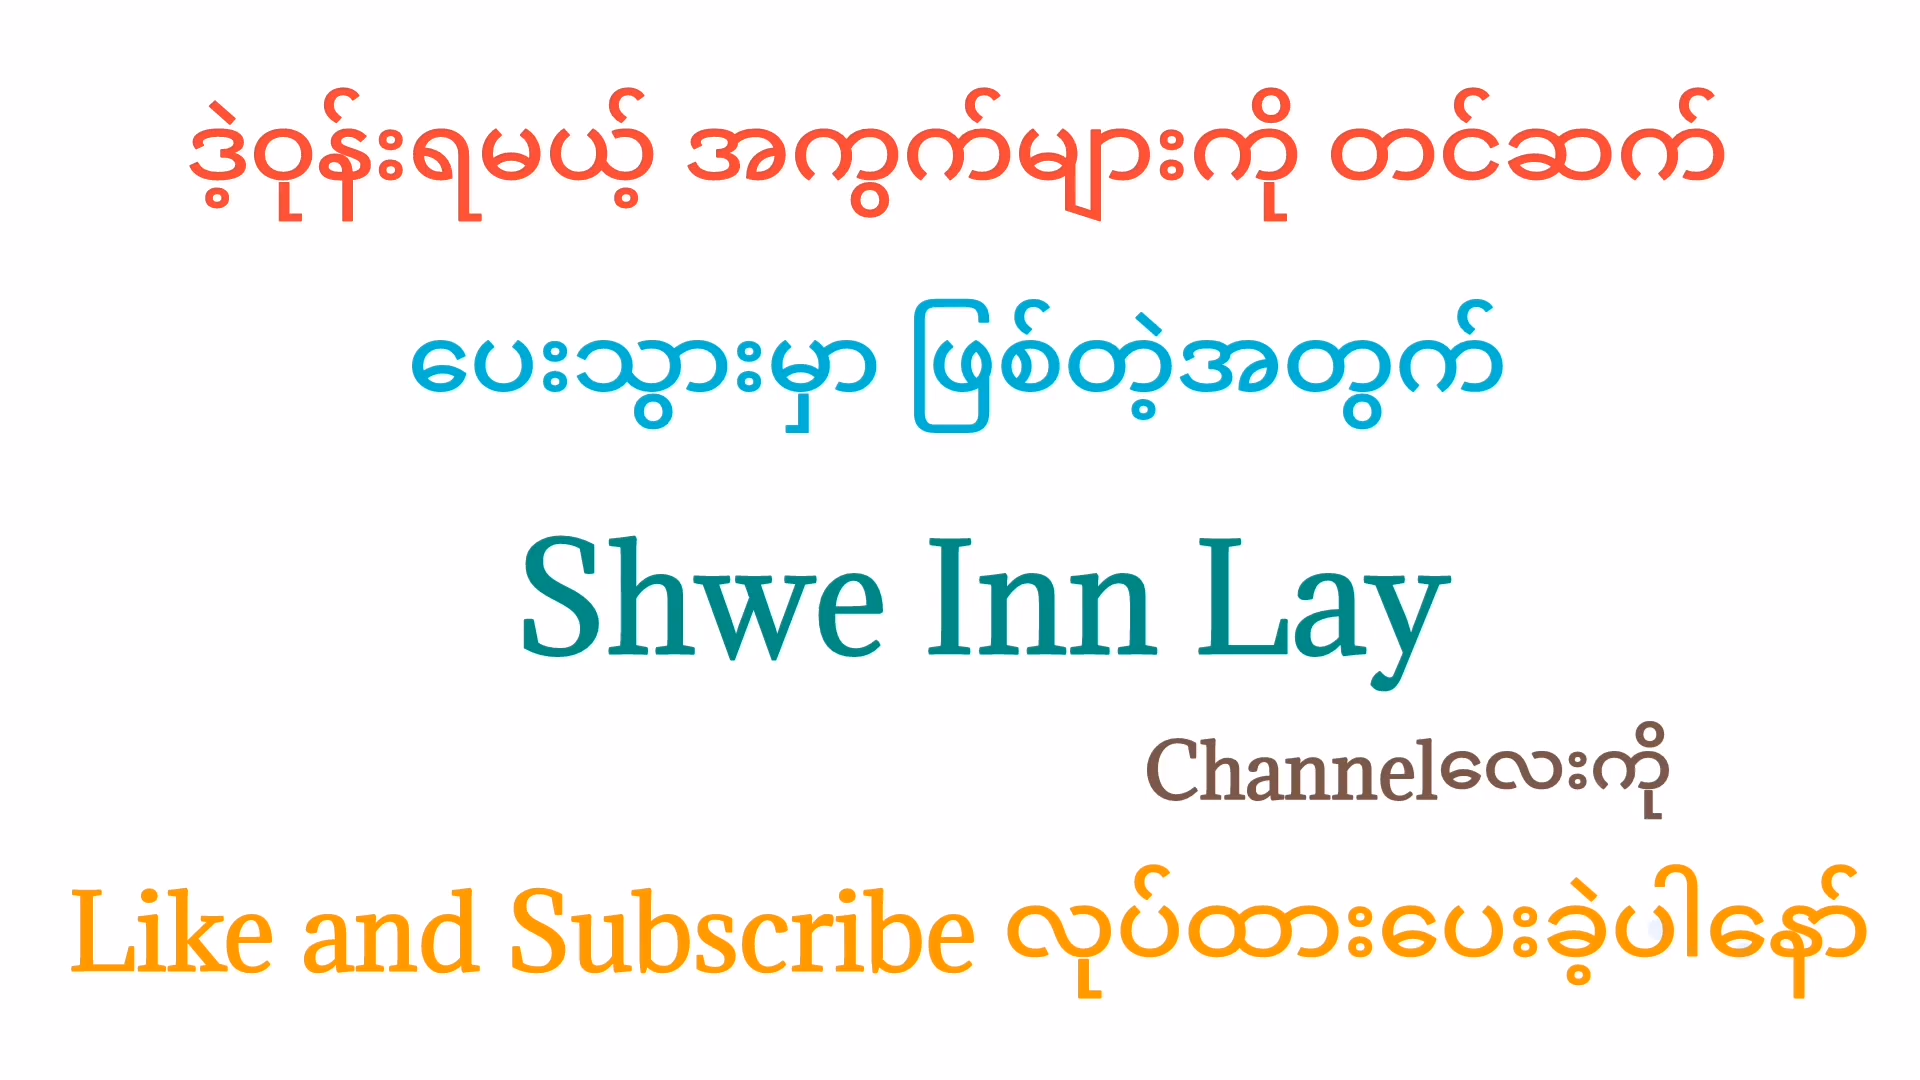 ဒဲ့ဝုန်းရမယ့် အကွက်များကို တင်ဆက်
ပေးသွားမှာ ဖြစ်တဲ့အတွက်
Shwe Inn Lay
Channelလေးကို
Like and Subscribe လုပ်ထားပေးခဲ့ပါနော်